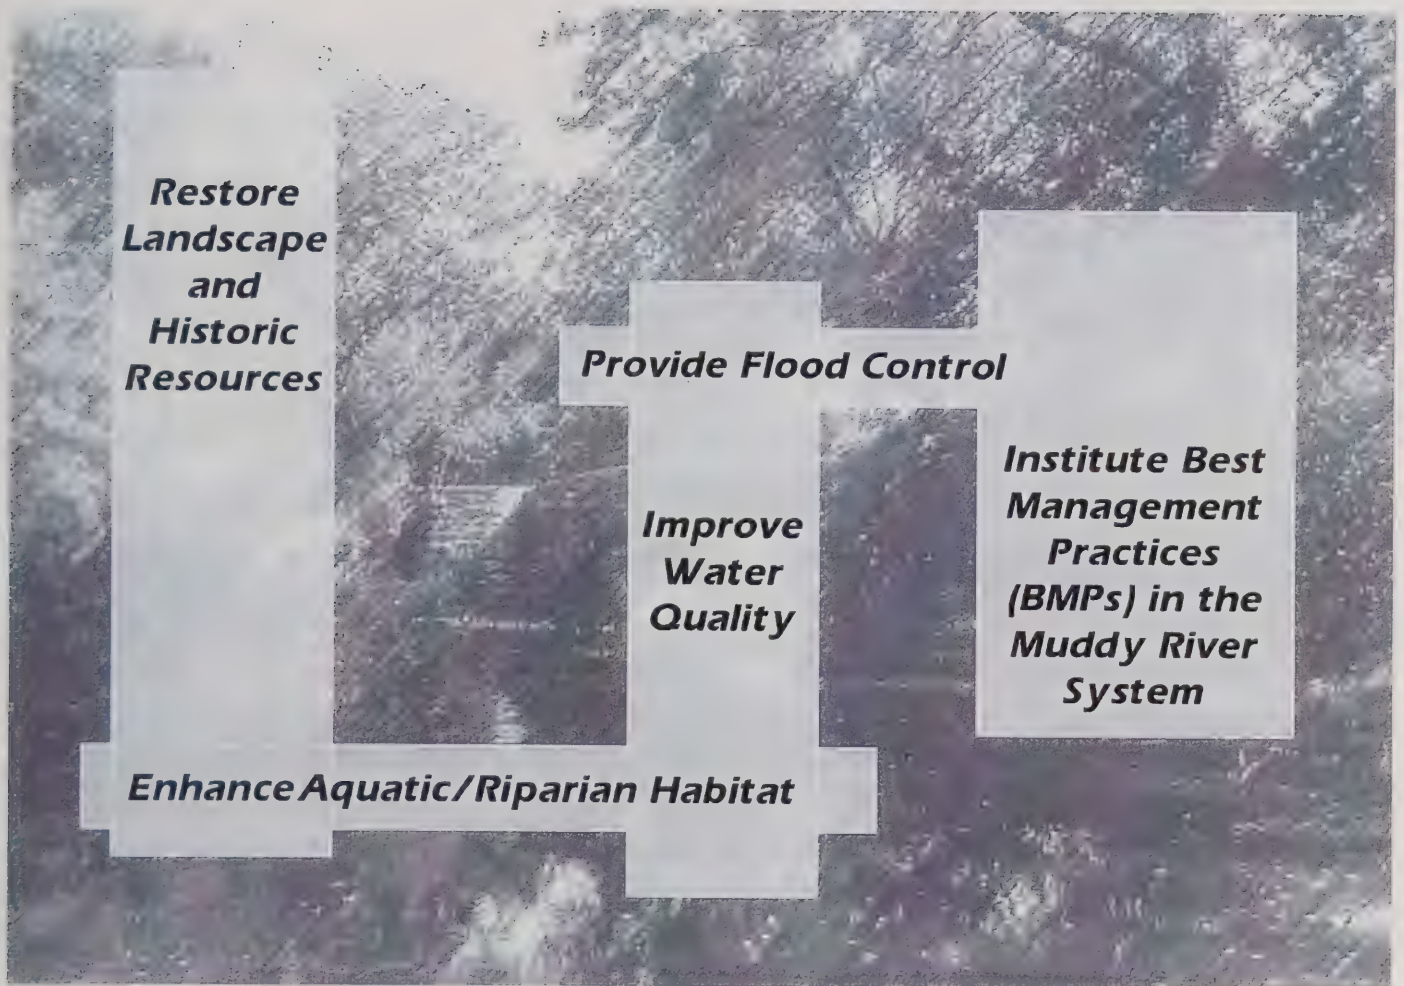 Restore
Landscape
and
Historic
Resources
Provide Flood Control
Improve
Water
Quality
Institute Best
Management
Practices
(BMPs) in the
Muddy River
System
Enhance Aquatic/Riparian Habitat